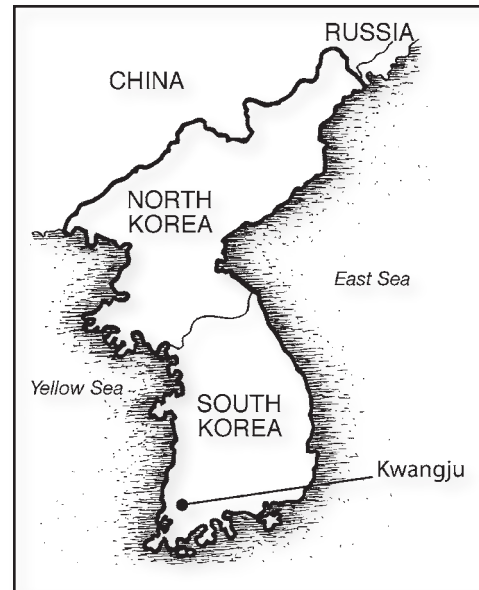 RUSSIA
CHINA
NORTH
KOREA
East Sea
Yellow Sea
SOUTH
KOREA
Kwangju